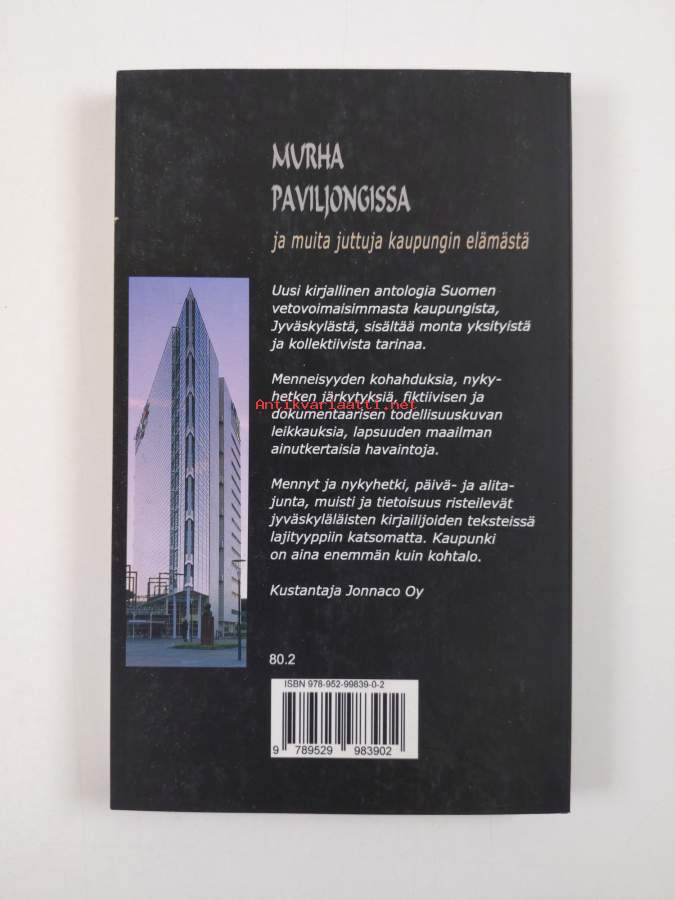 MURHA
PAVILJONGISSA
ja muita juttuja kaupungin elämästä
Uusi kirjallinen antologia Suomen
vetovoimaisimmasta kaupungista,
Jyväskylästä, sisältää monta yksityistä
ja kollektiivista tarinaa.
Menneisyyden kohahduksia, nyky-
hetken järkytyksiä, fiktiivisen ja
Antikvariaatti.net
dokumentaarisen todellisuuskuvan
leikkauksia, lapsuuden maailman
ainutkertaisia havaintoja.
Mennyt ja nykyhetki, päivä- ja alita-
junta, muisti ja tietoisuus risteilevät
jyväskyläläisten kirjailijoiden teksteissä
lajityyppiin katsomatta. Kaupunki
on aina enemmän kuin kohtalo.
Kustantaja Jonnaco Oy
80.2
ISBN 978-952-99839-0-2
9 789529 983902